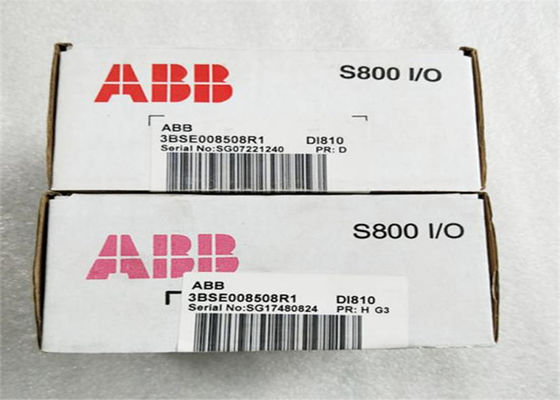 ABB
S800 I/O
ABB
3BSE008508R1 DI810
Serial No:SG07221240 PR: D
ABB
S800 I/O
ABB
3BSE008508R1 DI810
Serial No:SG17480824 PR: H G3